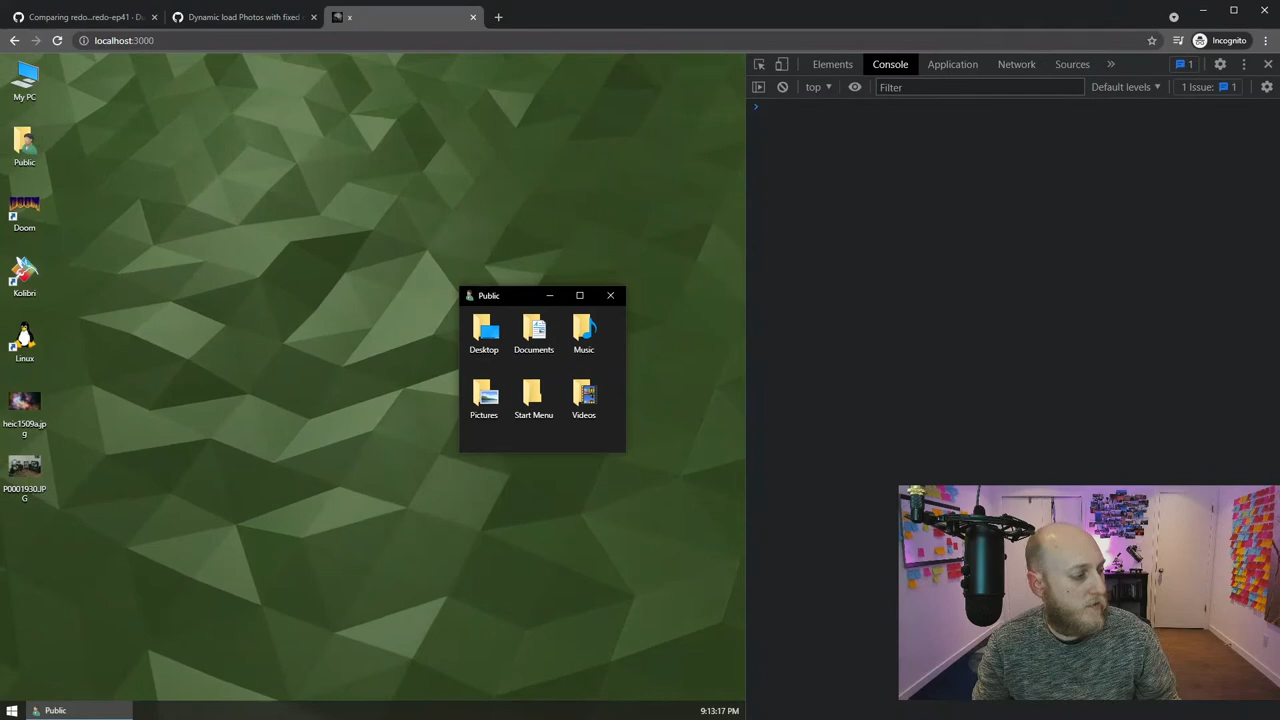 Comparing redo...redo-ep41 · Du
Dynamic load Photos with fixed r
x
localhost:3000
Incognito
Elements
Console
Application
Network
Sources
1
top
Filter
Default levels
1 Issue:
1
My PC
Public
DOOM
Doom
Kolibri
Linux
heic1509a.jp
g
P0001930.JP
G
Public
Desktop
Documents
Music
Pictures
Start Menu
Videos
Public
9:13:17 PM